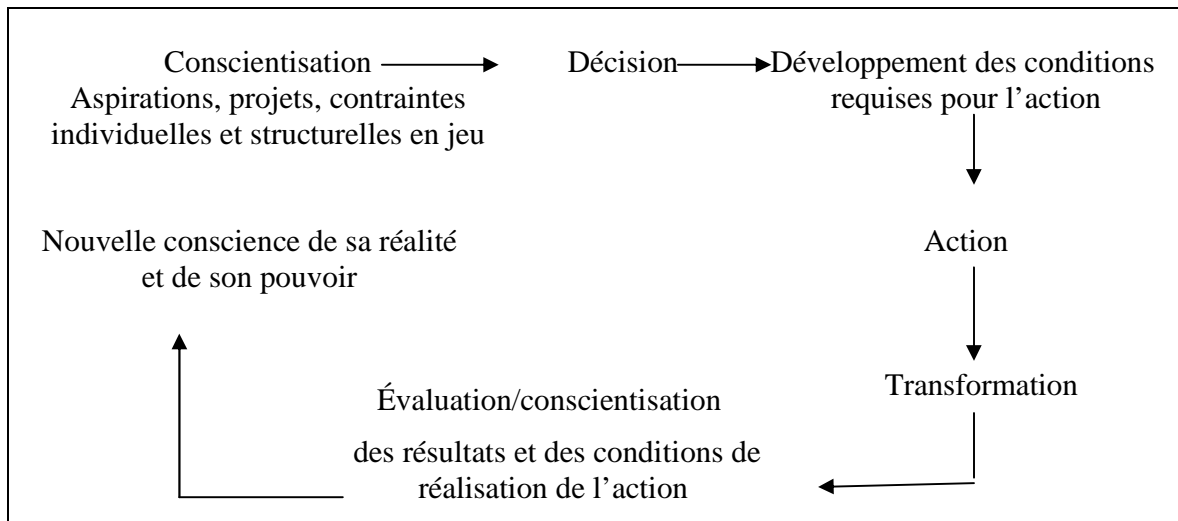 Conscientisation
Aspirations, projets, contraintes
individuelles et structurelles en jeu
Décision
Développement des conditions
requises pour l’action
Action
Transformation
Évaluation/conscientisation
des résultats et des conditions de
réalisation de l’action
Nouvelle conscience de sa réalité
et de son pouvoir